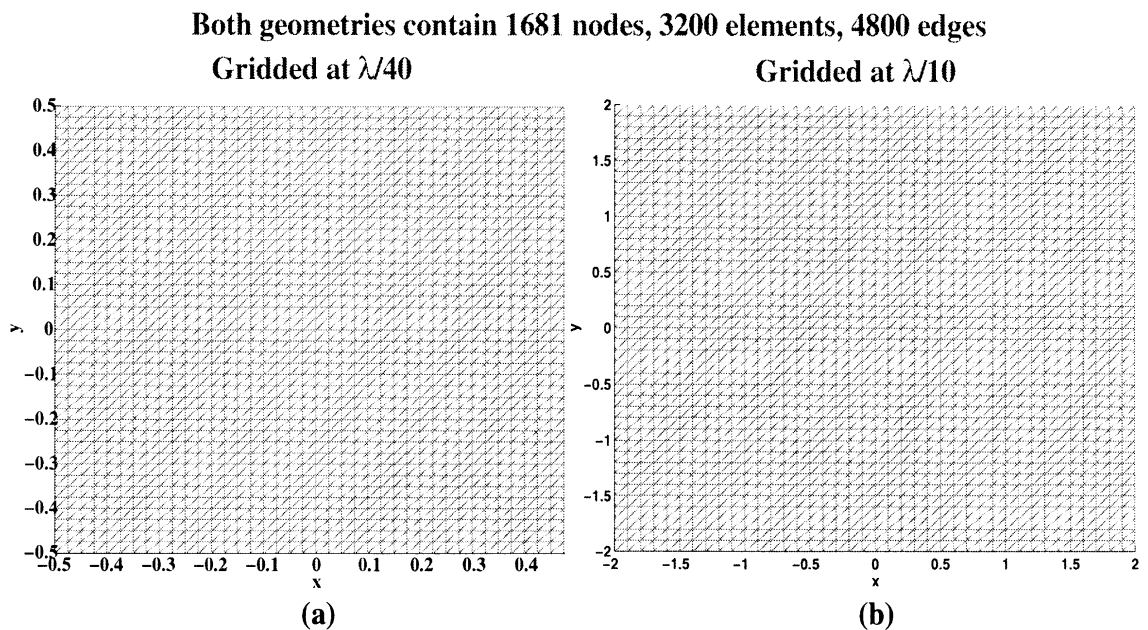 Both geometries contain 1681 nodes, 3200 elements, 4800 edges
Gridded at λ/40
Gridded at λ/10
0.5
0.4
0.3
0.2
0.1
0
−0.1
−0.2
−0.3
−0.4
−0.5
y
−0.5 −0.4 −0.3 −0.2 −0.1 0 0.1 0.2 0.3 0.4
x
(a)
2
1.5
1
0.5
0
−0.5
−1
−1.5
−2
y
−2 −1.5 −1 −0.5 0 0.5 1 1.5 2
x
(b)